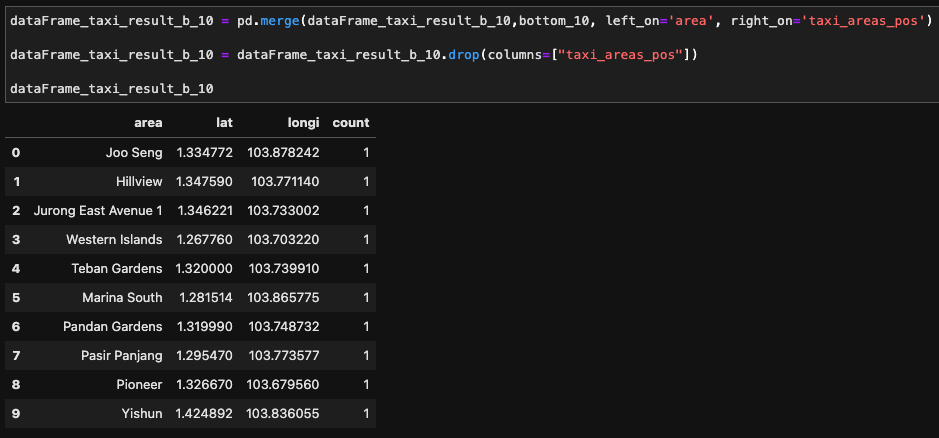 dataFrame_taxi_result_b_10 = pd.merge(dataFrame_taxi_result_b_10,bottom_10, left_on='area', right_on='taxi_areas_pos')
dataFrame_taxi_result_b_10 = dataFrame_taxi_result_b_10.drop(columns=["taxi_areas_pos"])
dataFrame_taxi_result_b_10
area lat longi count
0 Joo Seng 1.334772 103.878242 1
1 Hillview 1.347590 103.771140 1
2 Jurong East Avenue 1 1.346221 103.733002 1
3 Western Islands 1.267760 103.703220 1
4 Teban Gardens 1.320000 103.739910 1
5 Marina South 1.281514 103.865775 1
6 Pandan Gardens 1.319990 103.748732 1
7 Pasir Panjang 1.295470 103.773577 1
8 Pioneer 1.326670 103.679560 1
9 Yishun 1.424892 103.836055 1